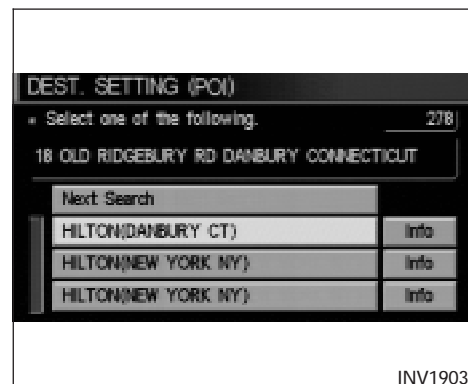 DEST. SETTING (POI)
Select one of the following. 278
18 OLD RIDGEBURY RD DANBURY CONNECTICUT
Next Search
HILTON(DANBURY CT) Info
HILTON(NEW YORK NY) Info
HILTON(NEW YORK NY) Info
INV1903